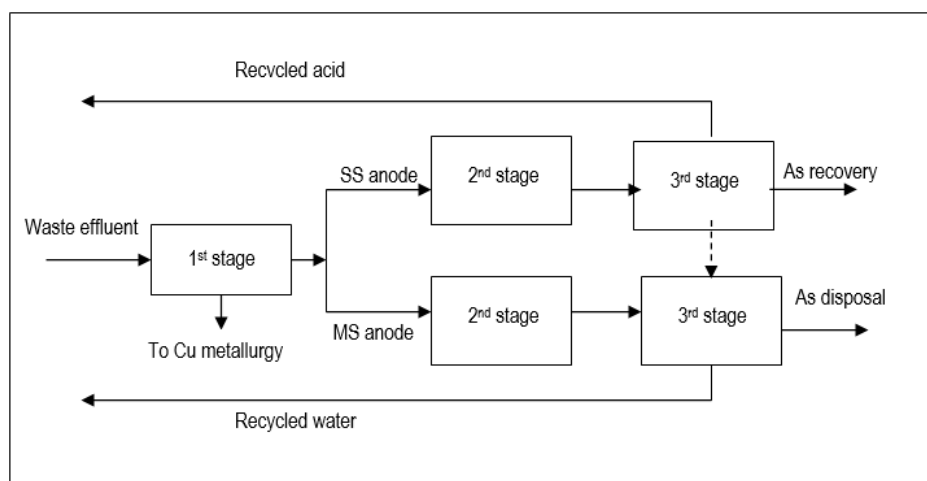 Recvcled acid
SS anode
2nd stage
3rd stage
As recovery
Waste effluent
1st stage
To Cu metallurgy
MS anode
2nd stage
3rd stage
As disposal
Recycled water